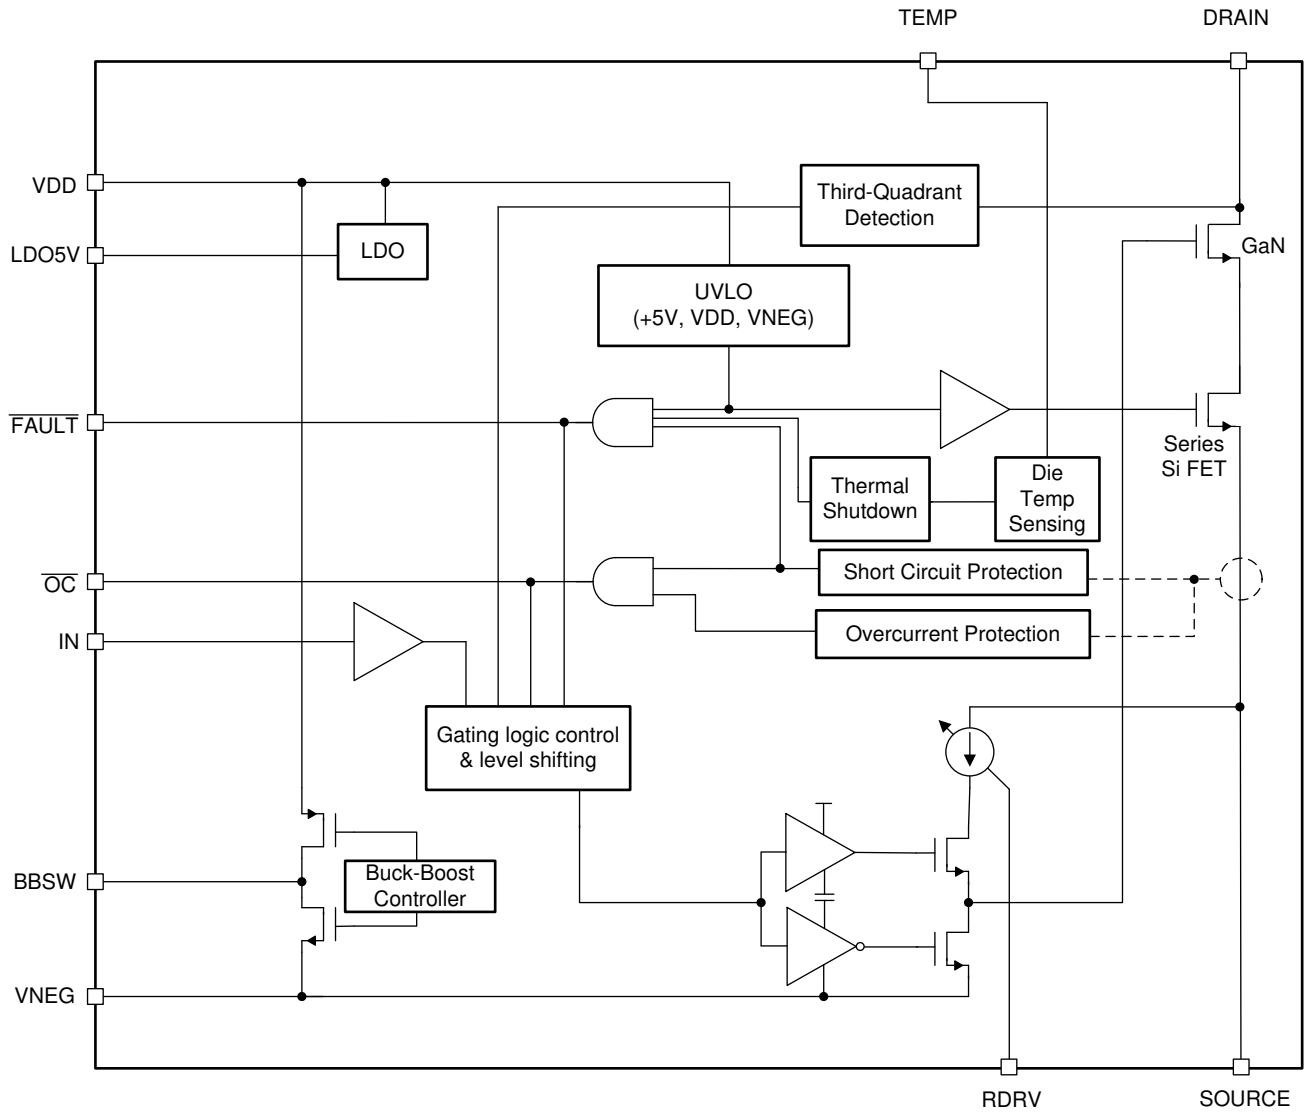 TEMP
DRAIN
VDD
Third-Quadrant
Detection
LDO5V
LDO
GaN
UVLO
(+5V, VDD, VNEG)
FAULT
Series
Si FET
Thermal
Shutdown
Die
Temp
Sensing
OC
Short Circuit Protection
IN
Overcurrent Protection
Gating logic control
& level shifting
BBSW
Buck-Boost
Controller
VNEG
RDRV
SOURCE